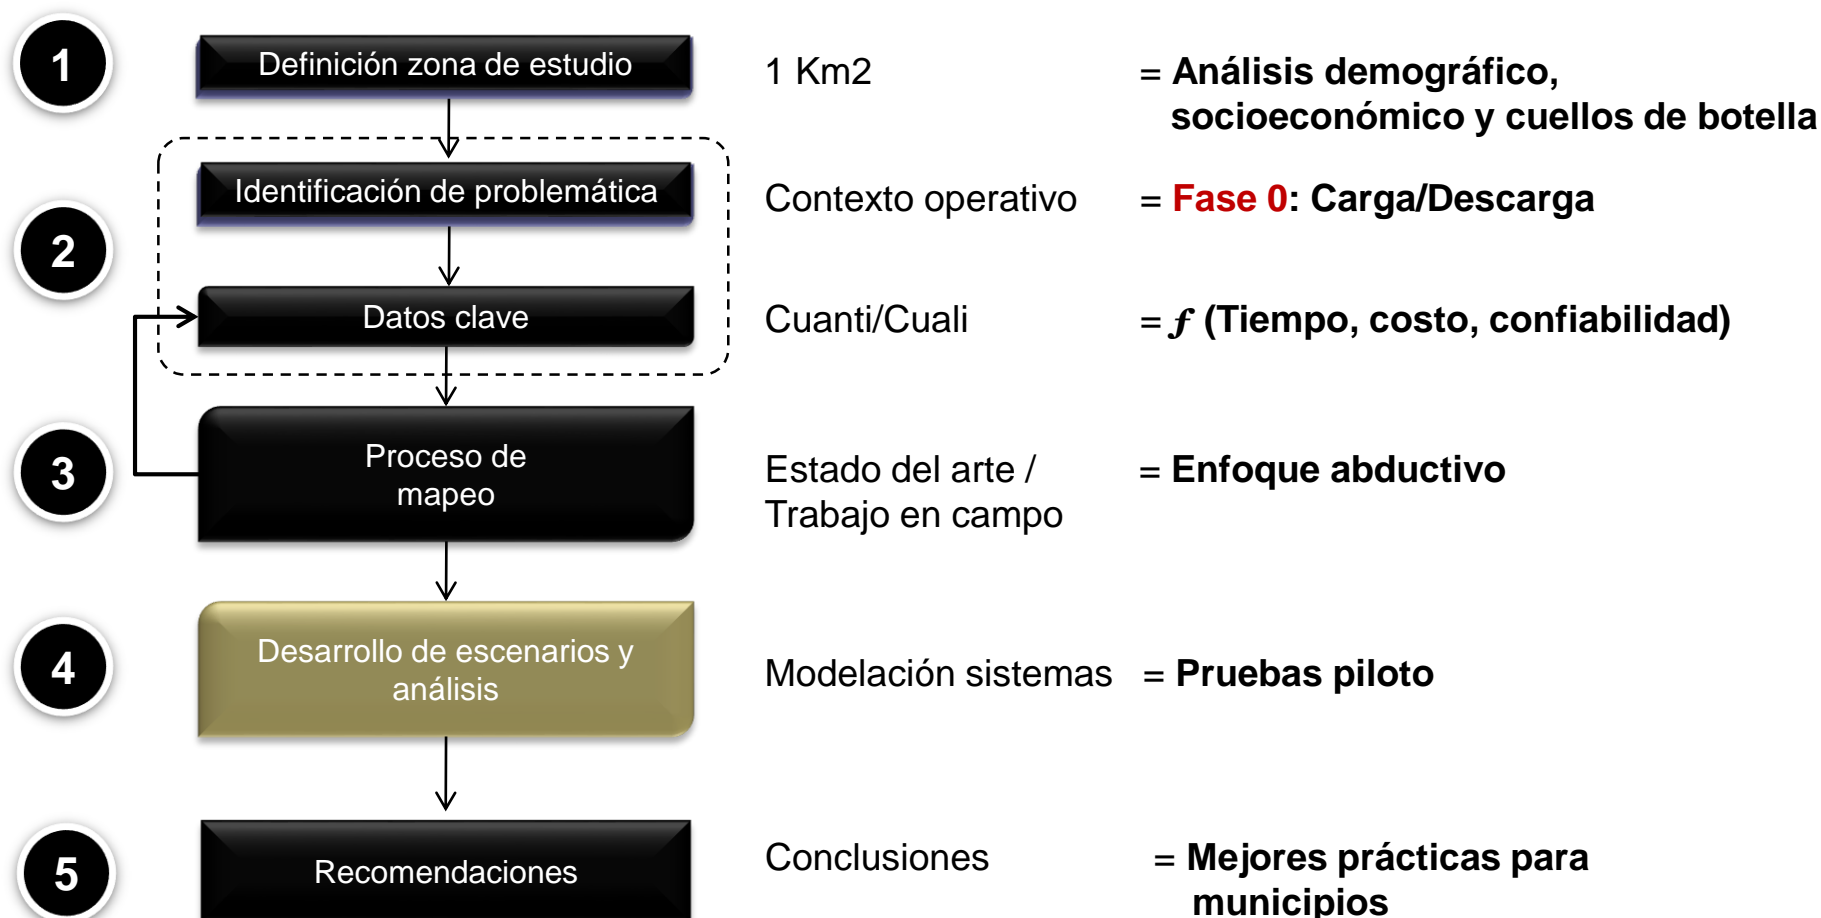 1
Definición zona de estudio
1 Km2
= Análisis demográfico,
socioeconómico y cuellos de botella
2
Identificación de problemática
Contexto operativo
= Fase 0: Carga/Descarga
Datos clave
Cuanti/Cuali
= ƒ (Tiempo, costo, confiabilidad)
3
Proceso de
mapeo
Estado del arte /
Trabajo en campo
= Enfoque abductivo
4
Desarrollo de escenarios y
análisis
Modelación sistemas
= Pruebas piloto
5
Recomendaciones
Conclusiones
= Mejores prácticas para
municipios